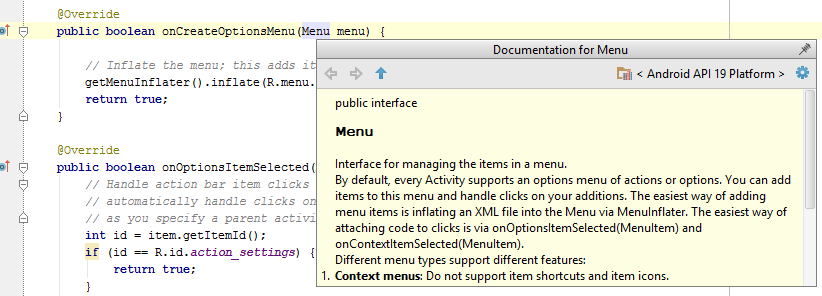 @Override
public boolean onCreateOptionsMenu(Menu menu) {
Documentation for Menu
// Inflate the menu; this adds it
getMenuInflater().inflate(R.menu.
return true;
}
< Android API 19 Platform >
public interface
Menu
Interface for managing the items in a menu.
By default, every Activity supports an options menu of actions or options. You can add
items to this menu and handle clicks on your additions. The easiest way of adding
menu items is inflating an XML file into the Menu via MenuInflater. The easiest way of
attaching code to clicks is via onOptionsItemSelected(MenuItem) and
onContextItemSelected(MenuItem).
Different menu types support different features:
1. Context menus: Do not support item shortcuts and item icons.
@Override
public boolean onOptionsItemSelected(
// Handle action bar item clicks
// automatically handle clicks on
// as you specify a parent activi
int id = item.getItemId();
if (id == R.id.action_settings) {
return true;
}